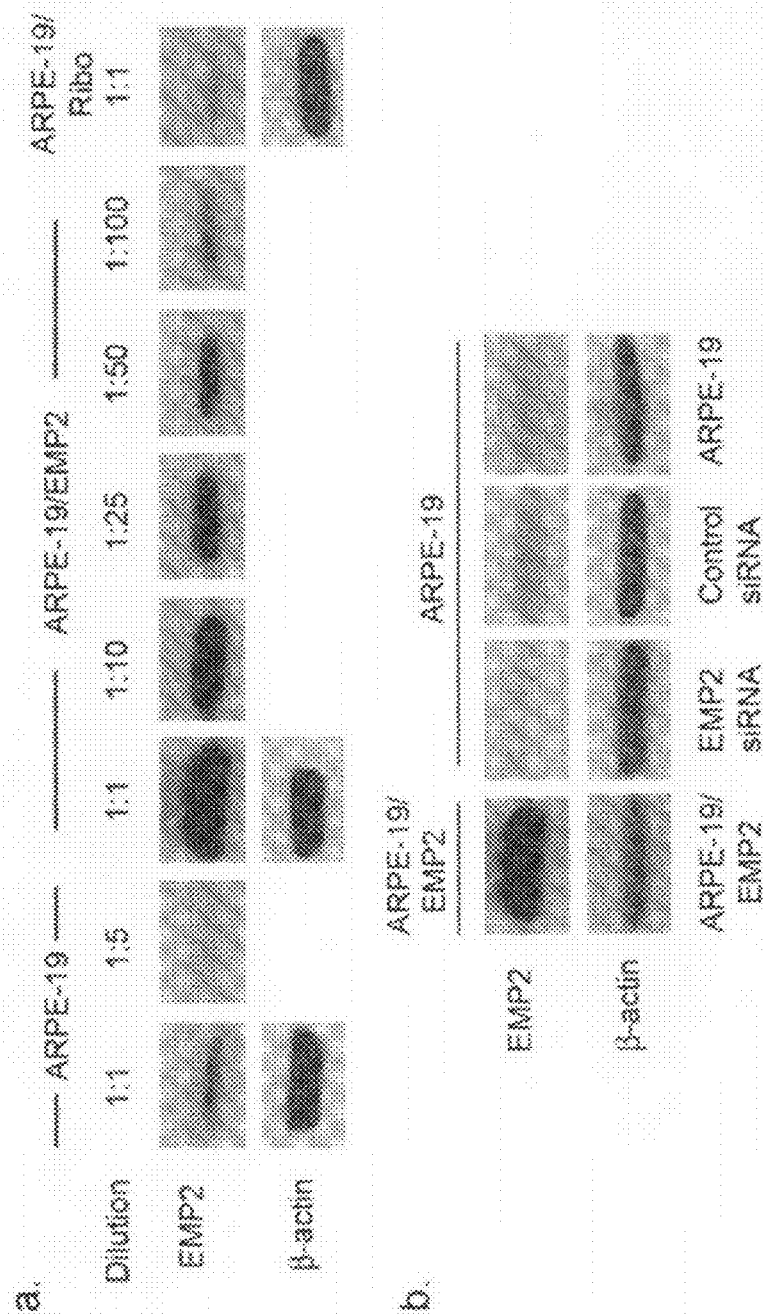 a.
ARPE-19 ARPE-19/EMP2 ARPE-19/
Ribo
Dilution 1:1 1:5 1:1 1:10 1:25 1:50 1:100 1:1
EMP2
β-actin
b.
ARPE-19/
EMP2
ARPE-19
EMP2
β-actin
ARPE-19/
EMP2
EMP2
siRNA
Control
siRNA
ARPE-19